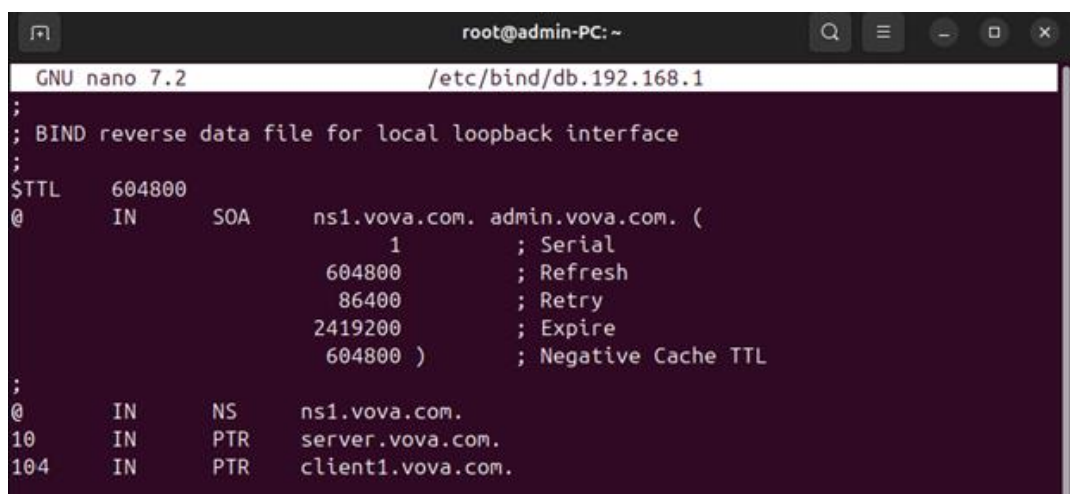 root@admin-PC: ~
GNU nano 7.2 /etc/bind/db.192.168.1
;
; BIND reverse data file for local loopback interface
;
$TTL 604800
@ IN SOA ns1.vova.com. admin.vova.com. (
1 ; Serial
604800 ; Refresh
86400 ; Retry
2419200 ; Expire
604800 ) ; Negative Cache TTL
;
@ IN NS ns1.vova.com.
10 IN PTR server.vova.com.
104 IN PTR client1.vova.com.